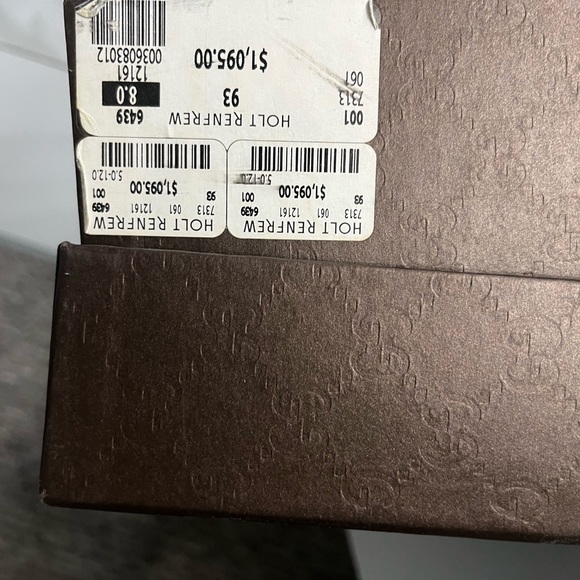 HOLT RENFREW
001 93 6439
7313 8.0
061 12161
$1,095.00 0036083012
HOLT RENFREW
7313 061 12161 6439
93 001
$1,095.00
5.0-12.0
HOLT RENFREW
7313 061 12161 6439
93 001
$1,095.00
5.0-12.0